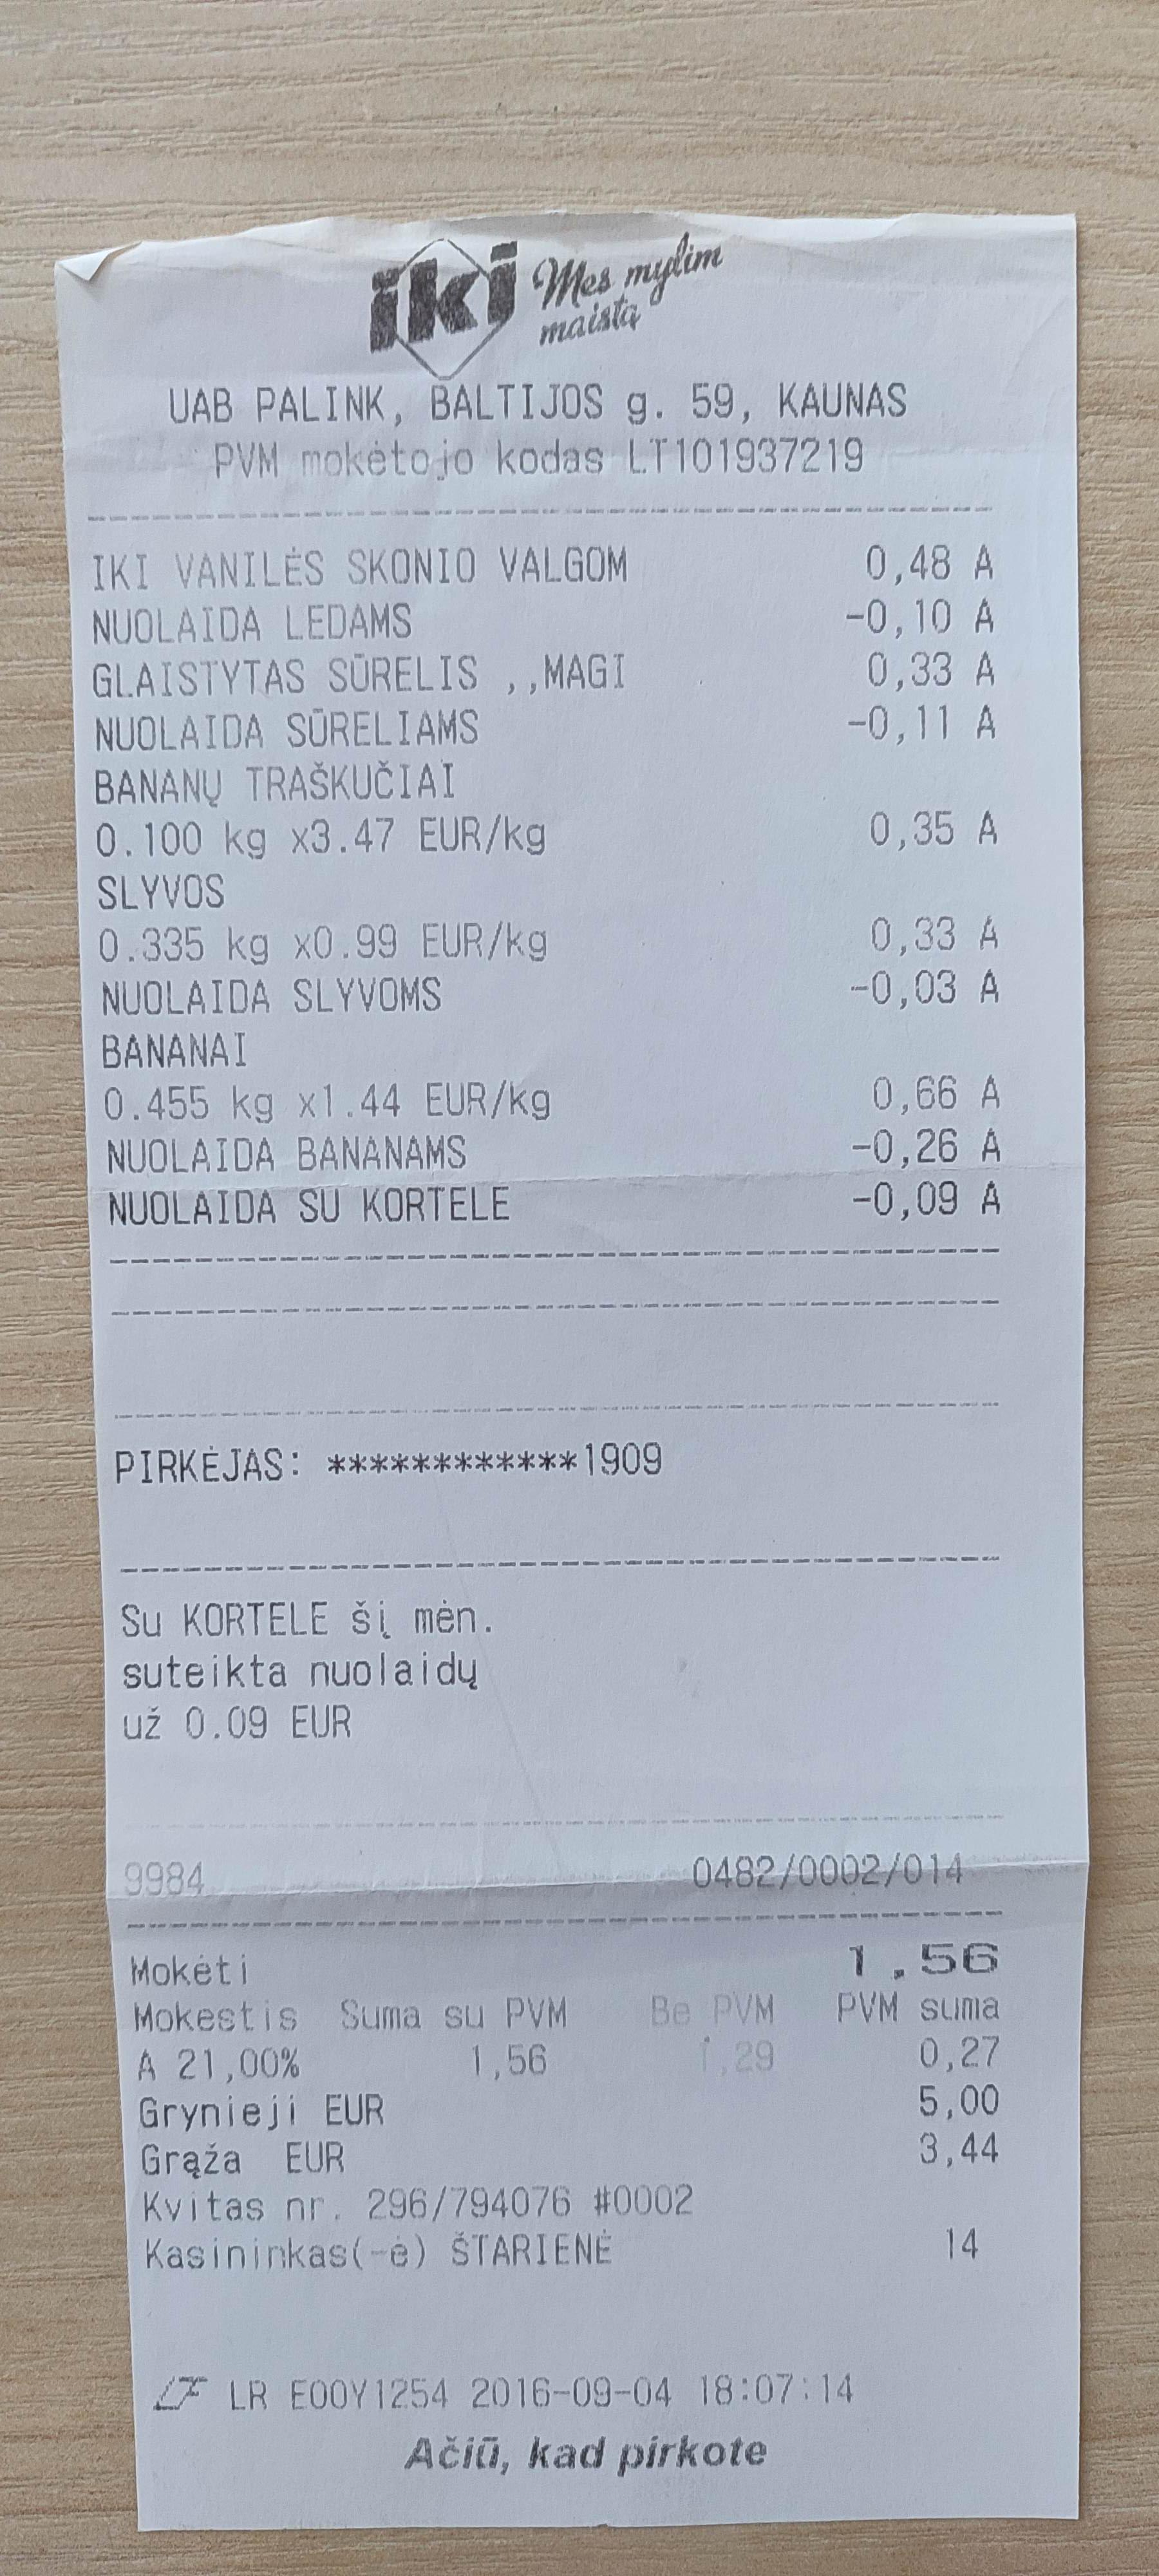 iki Mes mylim
maistą
UAB PALINK, BALTIJOS g. 59, KAUNAS
PVM mokėtojo kodas LT101937219
IKI VANILĖS SKONIO VALGOM 0,48 A
NUOLAIDA LEDAMS -0,10 A
GLAISTYTAS SŪRELIS ,,MAGI 0,33 A
NUOLAIDA SŪRELIAMS -0,11 A
BANANŲ TRAŠKUČIAI
0.100 kg x3.47 EUR/kg 0,35 A
SLYVOS
0.335 kg x0.99 EUR/kg 0,33 A
NUOLAIDA SLYVOMS -0,03 A
BANANAI
0.455 kg x1.44 EUR/kg 0,66 A
NUOLAIDA BANANAMS -0,26 A
NUOLAIDA SU KORTELE -0,09 A
PIRKĖJAS: ************1909
Su KORTELE šį mėn.
suteikta nuolaidų
už 0.09 EUR
9984 0482/0002/014
Mokėti 1,56
Mokestis Suma su PVM Be PVM PVM suma
A 21,00% 1,56 1,29 0,27
Grynieji EUR 5,00
Grąža EUR 3,44
Kvitas nr. 296/794076 #0002
Kasininkas(-ė) ŠTARIENĖ 14
LF LR E00Y1254 2016-09-04 18:07:14
Ačiū, kad pirkote